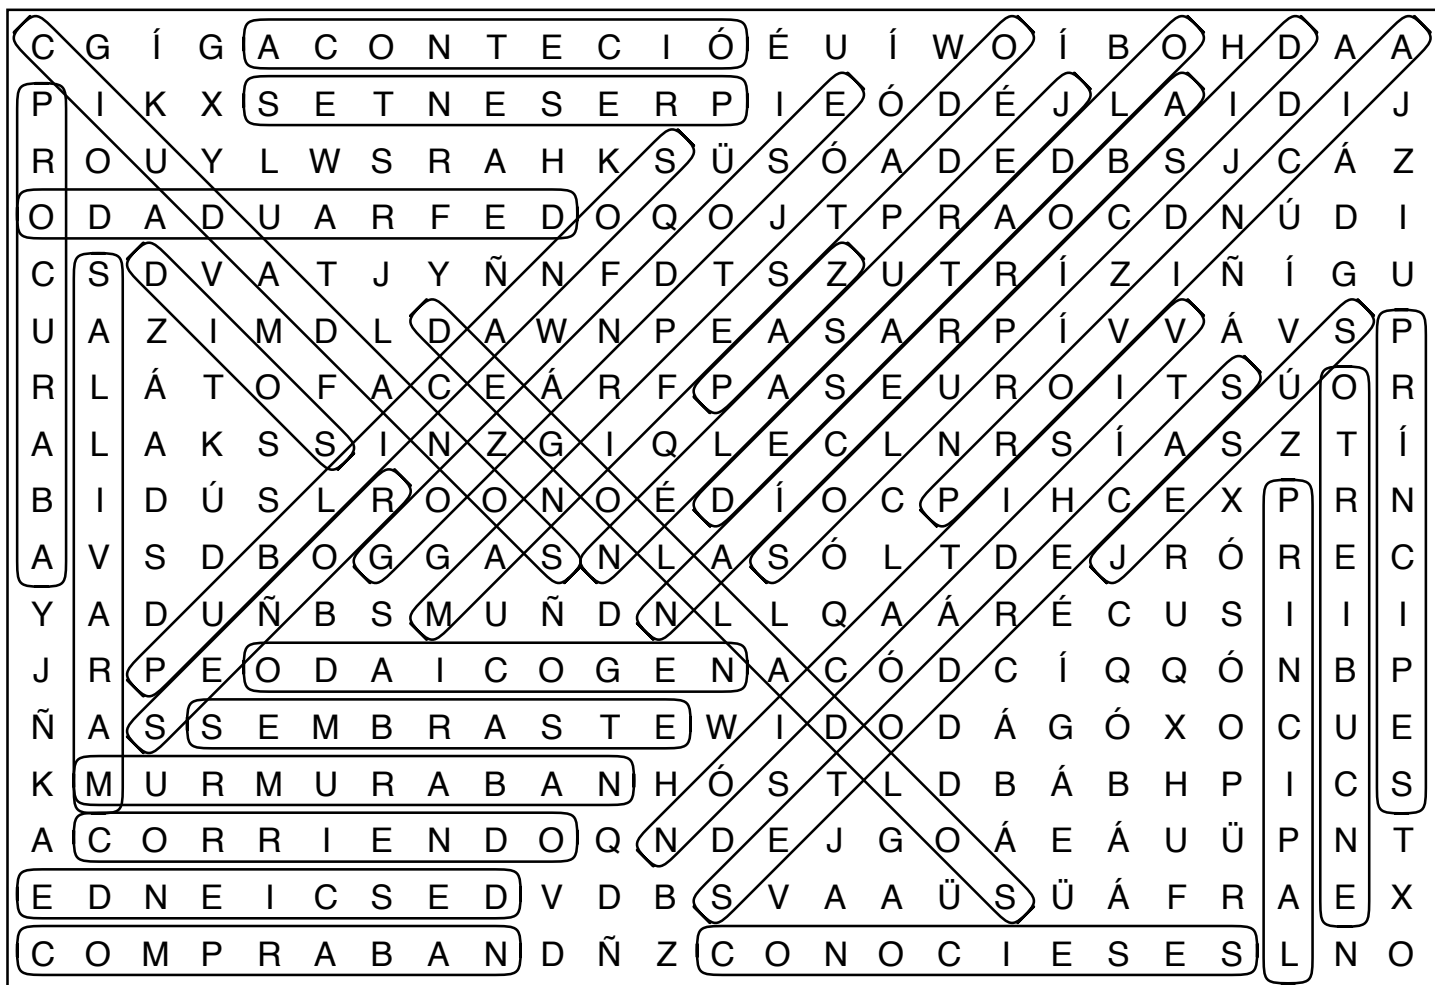 C G Í G A C O N T E C I Ó É U Í W O Í B O H D A A
P I K X S E T N E S E R P I E Ó D É J L A I D I J
R O U Y L W S R A H K S Ü S Ó A D E D B S J C Á Z
O D A D U A R F E D O Q O J T P R A O C D N Ú D I
C S D V A T J Y Ñ N F D T S Z U T R Í Z I Ñ Í G U
U A Z I M D L D A W N P E A S A R P Í V V Á V S P
R L Á T O F A C E Á R F P A S E U R O I T S Ú O R
A L A K S S I N Z G I Q L E C L N R S Í A S Z T Í
B I D Ú S L R O O N O É D Í O C P I H C E X P R N
A V S D B O G G A S N L A S Ó L T D E J R Ó R E C
Y A D U Ñ B S M U Ñ D N L L Q A Á R É C U S I I I
J R P E O D A I C O G E N A C Ó D C Í Q Q Ó N B P
Ñ A S S E M B R A S T E W I D O D Á G Ó X O C U E
K M U R M U R A B A N H Ó S T L D B Á B H P I C S
A C O R R I E N D O Q N D E J G O Á E Á U Ü P N T
E D N E I C S E D V D B S V A A Ü S Ü Á F R A E X
C O M P R A B A N D Ñ Z C O N O C I E S E S L N O